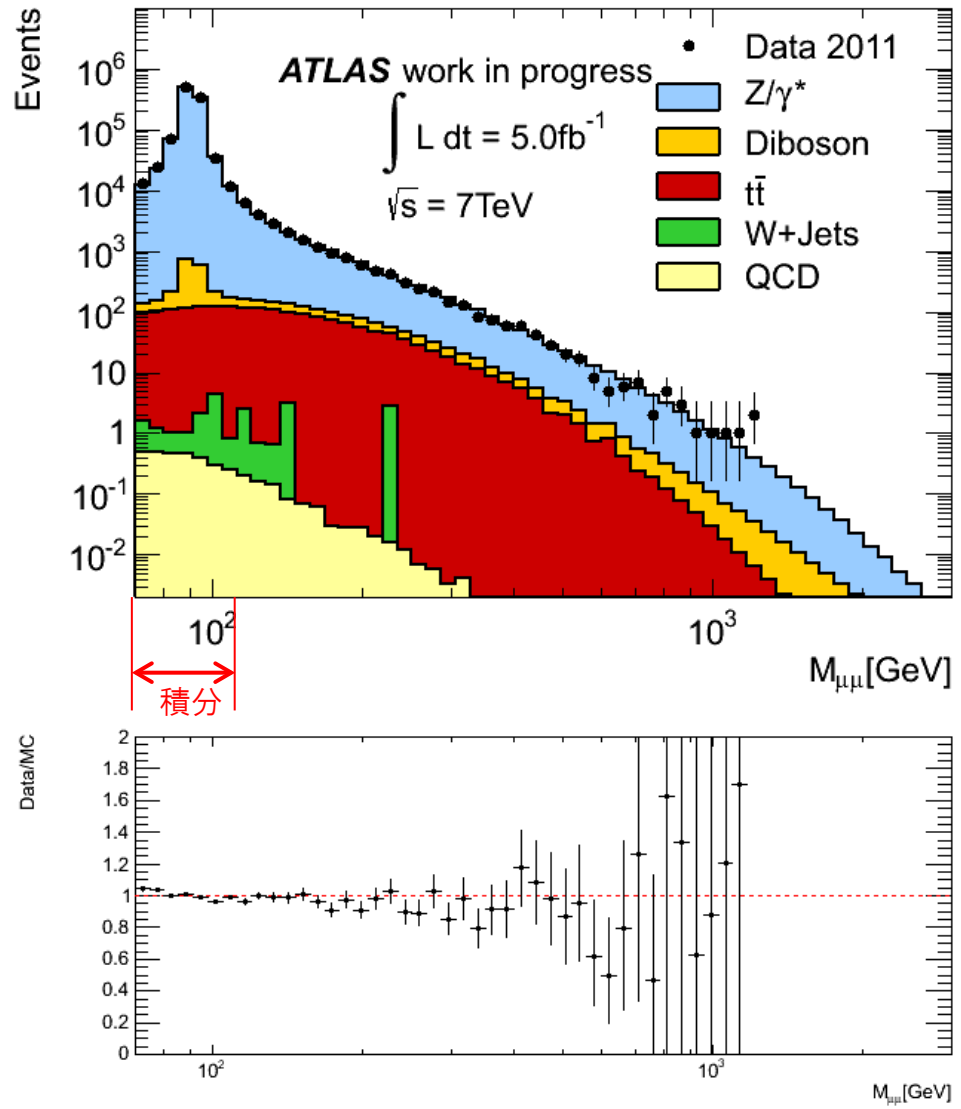 Events
10⁶
10⁵
10⁴
10³
10²
10
1
10⁻¹
10⁻²
ATLAS work in progress
∫ L dt = 5.0fb⁻¹
√s = 7TeV
Data 2011
Z/γ*
Diboson
tt̄
W+Jets
QCD
10² 10³
M_μμ[GeV]
積分
Data/MC
2
1.8
1.6
1.4
1.2
1
0.8
0.6
0.4
0.2
0
10² 10³
M_μμ[GeV]